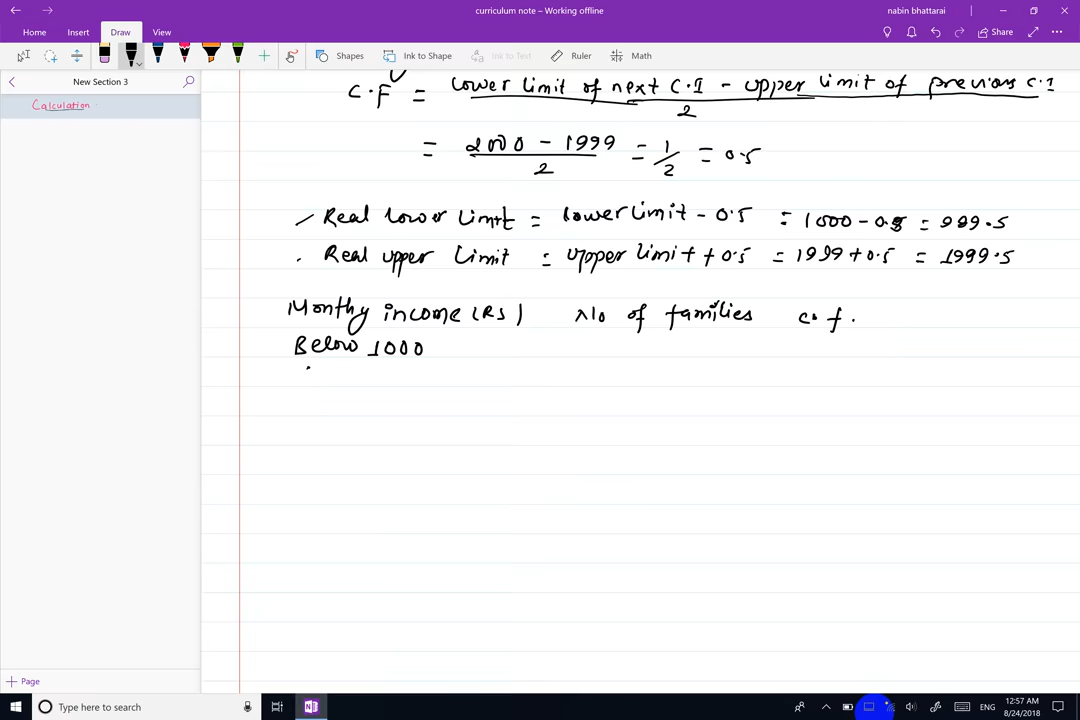 curriculum note – Working offline
nabin bhattarai
Home Insert Draw View
Share
Shapes Ink to Shape Ink to Text Ruler Math
New Section 3
Calculation
C.F = lower limit of next C.I - upper limit of previous C.I
2
= 2000 - 1999 = 1/2 = 0.5
2
Real lower limit = lower limit - 0.5 = 1000 - 0.5 = 999.5
Real upper limit = upper limit + 0.5 = 1999 + 0.5 = 1999.5
Monthy income (RS) No of families c.f.
Below 1000
+ Page
Type here to search
ENG
12:57 AM
8/24/2018